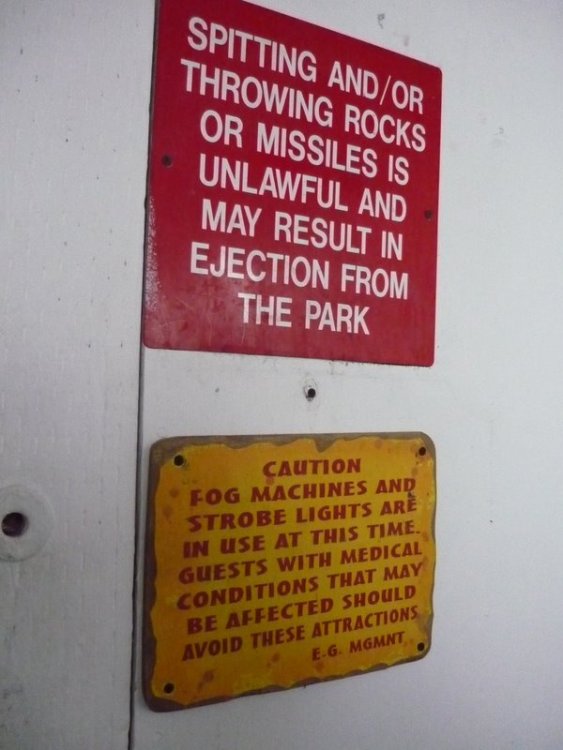 SPITTING AND/OR
THROWING ROCKS
OR MISSILES IS
UNLAWFUL AND
MAY RESULT IN
EJECTION FROM
THE PARK
CAUTION
FOG MACHINES AND
STROBE LIGHTS ARE
IN USE AT THIS TIME.
GUESTS WITH MEDICAL
CONDITIONS THAT MAY
BE AFFECTED SHOULD
AVOID THESE ATTRACTIONS
E.G. MGMNT